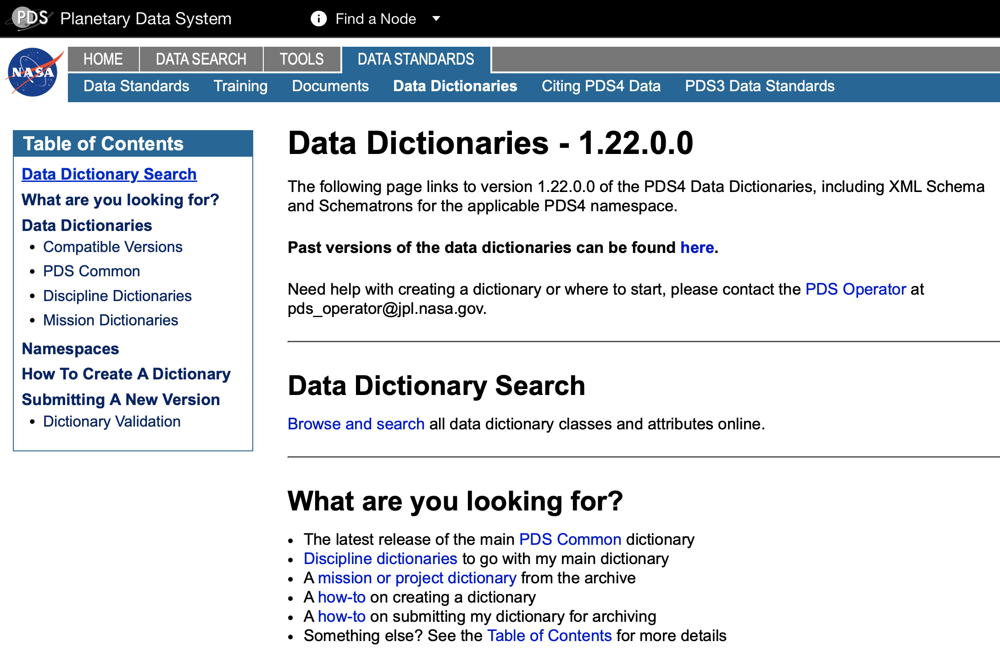 PDS Planetary Data System
i Find a Node
NASA
HOME DATA SEARCH TOOLS DATA STANDARDS
Data Standards Training Documents Data Dictionaries Citing PDS4 Data PDS3 Data Standards
Table of Contents
Data Dictionary Search
What are you looking for?
Data Dictionaries
• Compatible Versions
• PDS Common
• Discipline Dictionaries
• Mission Dictionaries
Namespaces
How To Create A Dictionary
Submitting A New Version
• Dictionary Validation
Data Dictionaries - 1.22.0.0
The following page links to version 1.22.0.0 of the PDS4 Data Dictionaries, including XML Schema
and Schematrons for the applicable PDS4 namespace.
Past versions of the data dictionaries can be found here.
Need help with creating a dictionary or where to start, please contact the PDS Operator at
pds_operator@jpl.nasa.gov.
Data Dictionary Search
Browse and search all data dictionary classes and attributes online.
What are you looking for?
• The latest release of the main PDS Common dictionary
• Discipline dictionaries to go with my main dictionary
• A mission or project dictionary from the archive
• A how-to on creating a dictionary
• A how-to on submitting my dictionary for archiving
• Something else? See the Table of Contents for more details